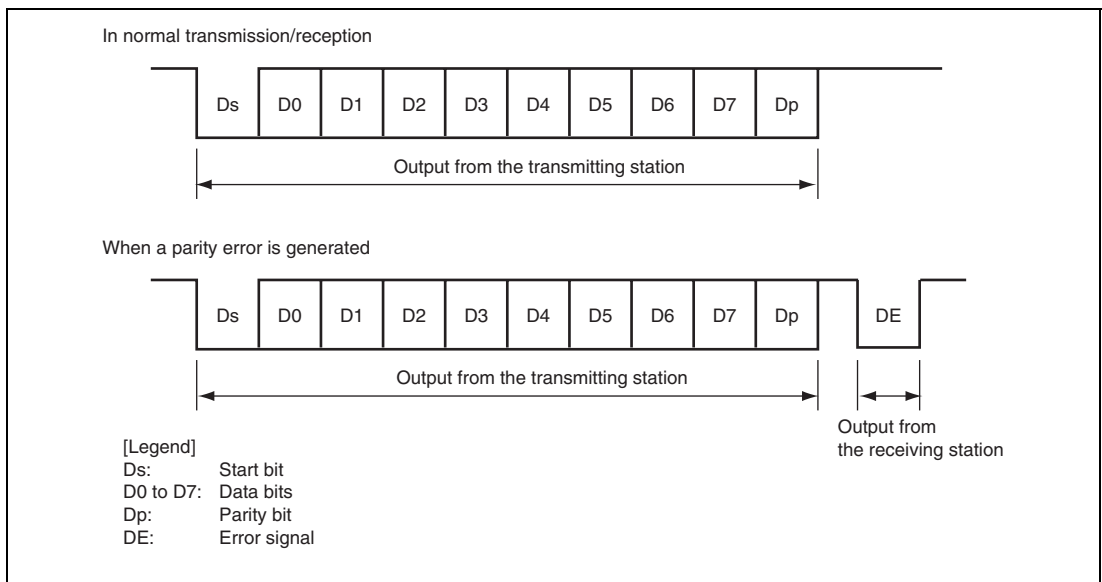 In normal transmission/reception
Ds D0 D1 D2 D3 D4 D5 D6 D7 Dp
Output from the transmitting station
When a parity error is generated
Ds D0 D1 D2 D3 D4 D5 D6 D7 Dp DE
Output from the transmitting station
Output from
the receiving station
[Legend]
Ds: Start bit
D0 to D7: Data bits
Dp: Parity bit
DE: Error signal